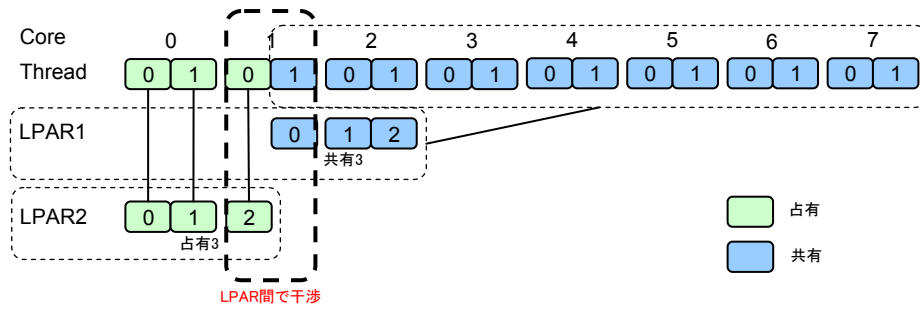 Core 0 1 2 3 4 5 6 7
Thread 0 1 0 1 0 1 0 1 0 1 0 1 0 1 0 1
LPAR1 0 1 2
共有3
LPAR2 0 1 2
占有3
占有
共有
LPAR間で干渉